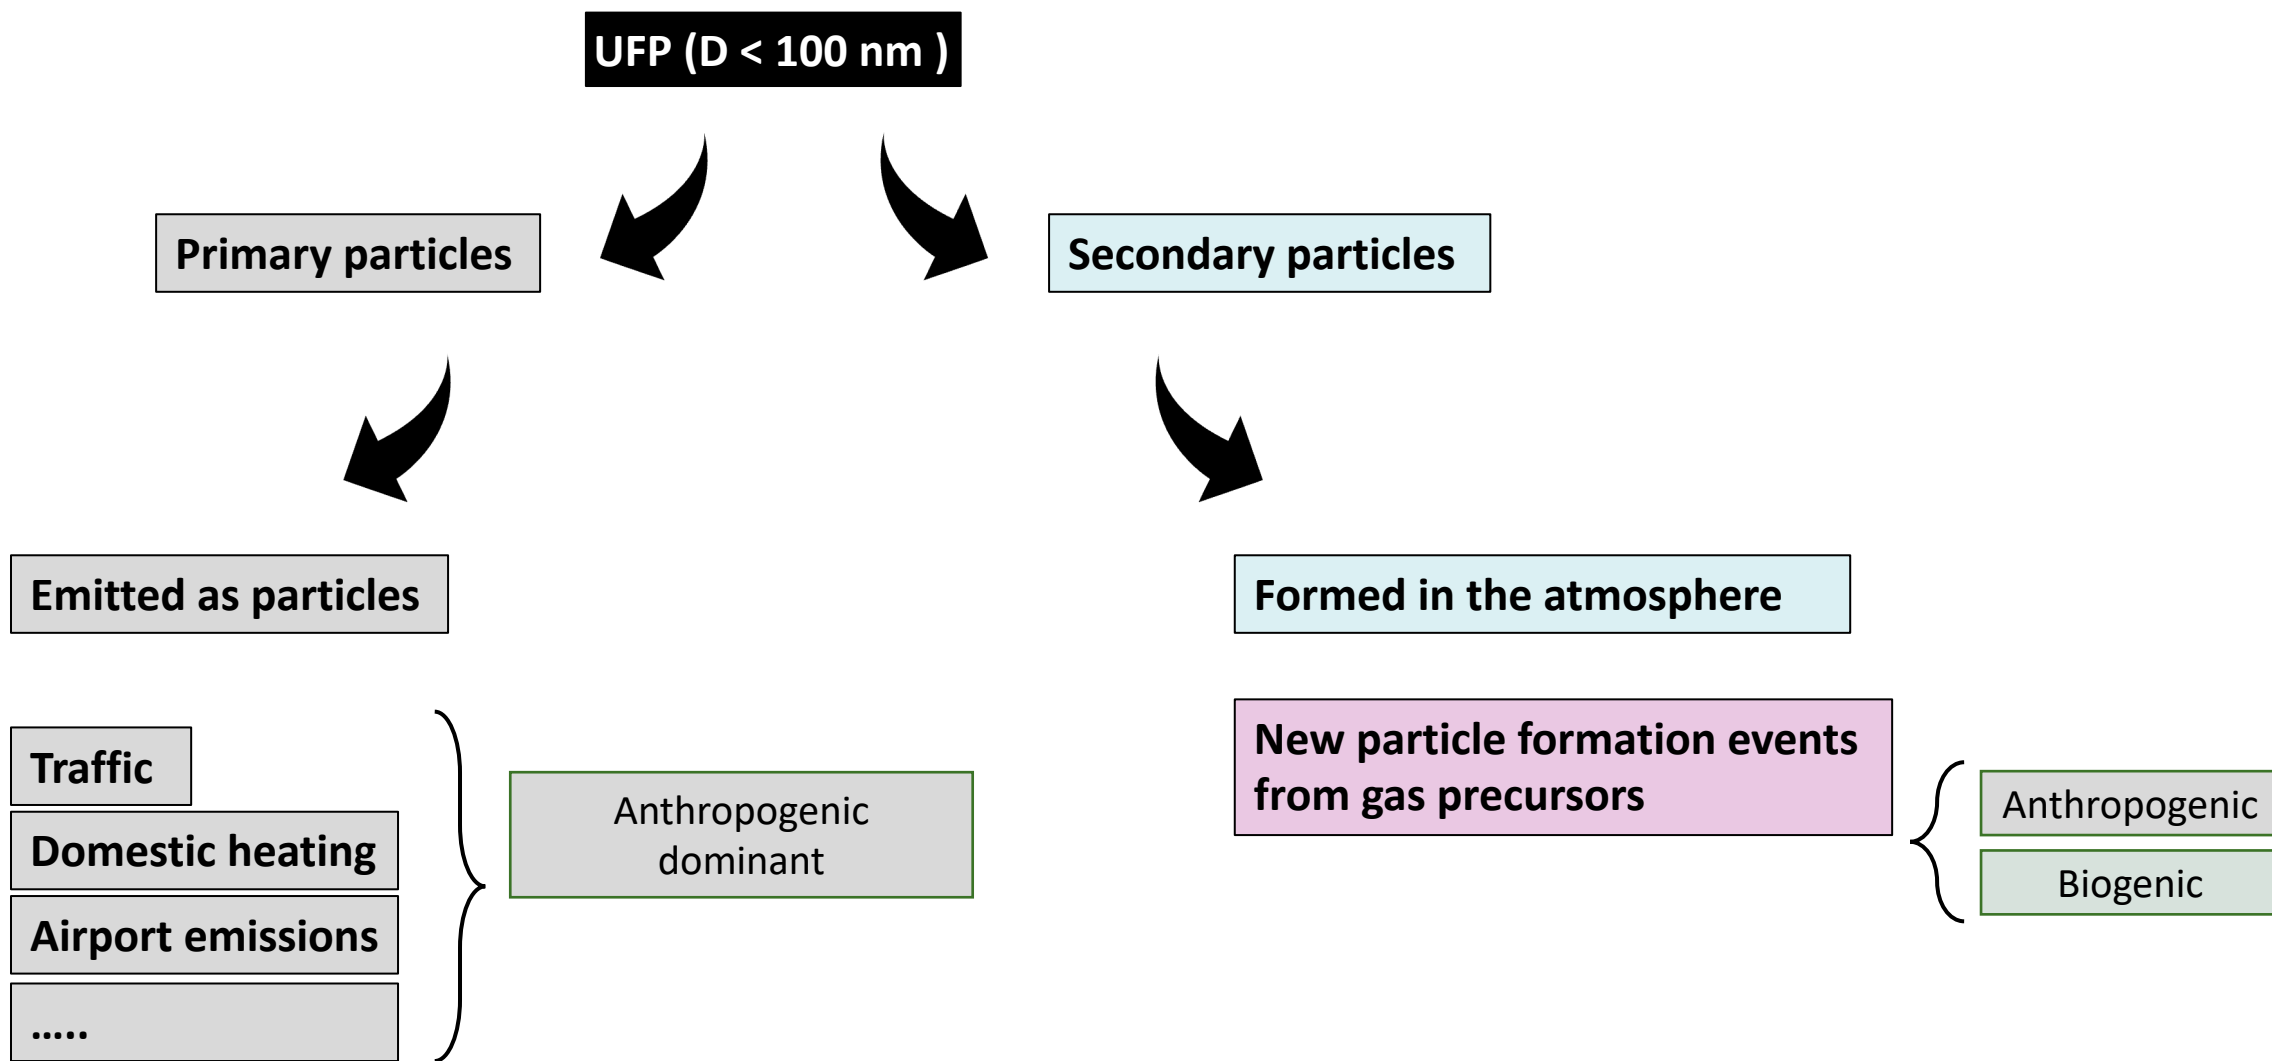 UFP (D < 100 nm )
Primary particles
Secondary particles
Emitted as particles
Formed in the atmosphere
Traffic
Domestic heating
Airport emissions
.....
Anthropogenic
dominant
New particle formation events
from gas precursors
Anthropogenic
Biogenic